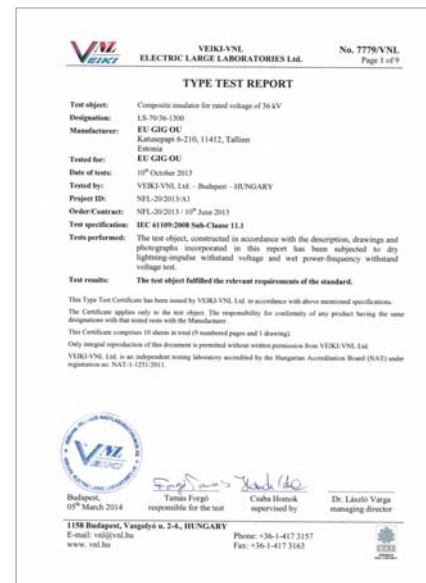 VNL
VEIKI
VEIKI-VNL
ELECTRIC LARGE LABORATORIES Ltd.
No. 7779/VNL
Page 1 of 9
TYPE TEST REPORT
Test object: Composite insulator for rated voltage of 36 kV
Designation: LS-70/36-1300
Manufacturer: EU GIG OU
Katusepapi 6-210, 11412, Tallinn
Estonia
Tested for: EU GIG OU
Date of tests: 10th October 2013
Tested by: VEIKI-VNL Ltd. – Budapest – HUNGARY
Project ID: NFL-20/2013/A1
Order/Contract: NFL-20/2013 / 10th June 2013
Test specification: IEC 61109:2008 Sub-Clause 11.1
Tests performed: The test object, constructed in accordance with the description, drawings and
photographs incorporated in this report has been subjected to dry
lightning-impulse withstand voltage and wet power-frequency withstand
voltage test.
Test results: The test object fulfilled the relevant requirements of the standard.
This Type Test Certificate has been issued by VEIKI-VNL Ltd. in accordance with above mentioned specifications.
The Certificate applies only to the test object. The responsibility for conformity of any product having the same
designations with that tested rests with the Manufacturer.
This Certificate comprises 10 sheets in total (9 numbered pages and 1 drawing).
Only integral reproduction of this document is permitted without written permission from VEIKI-VNL Ltd.
VEIKI-VNL Ltd. is an independent testing laboratory accredited by the Hungarian Accreditation Board (NAT) under
registration no. NAT-1-1251/2011.
VNL
Budapest,
05th March 2014
Tamás Forgó
responsible for the test
Csaba Homok
supervised by
Dr. László Varga
managing director
1158 Budapest, Vasgolyó u. 2-4., HUNGARY
E-mail: vnl@vnl.hu
www. vnl.hu
Phone: +36-1-417 3157
Fax: +36-1-417 3163